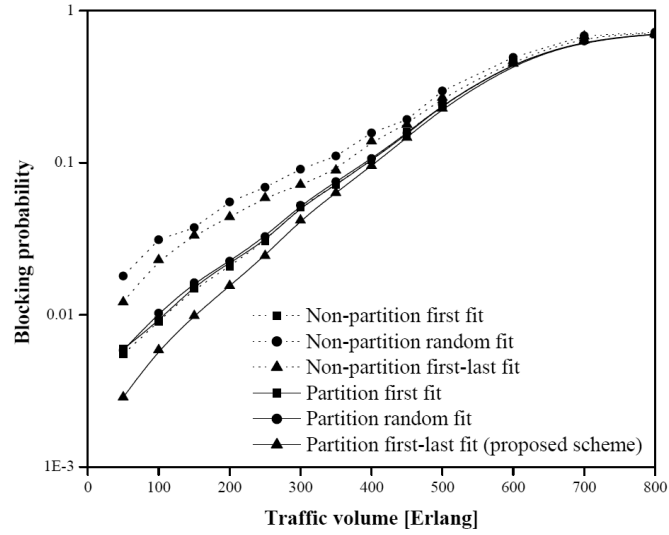 1
0.1
0.01
1E-3
Blocking probability
Non-partition first fit
Non-partition random fit
Non-partition first-last fit
Partition first fit
Partition random fit
Partition first-last fit (proposed scheme)
0 100 200 300 400 500 600 700 800
Traffic volume [Erlang]